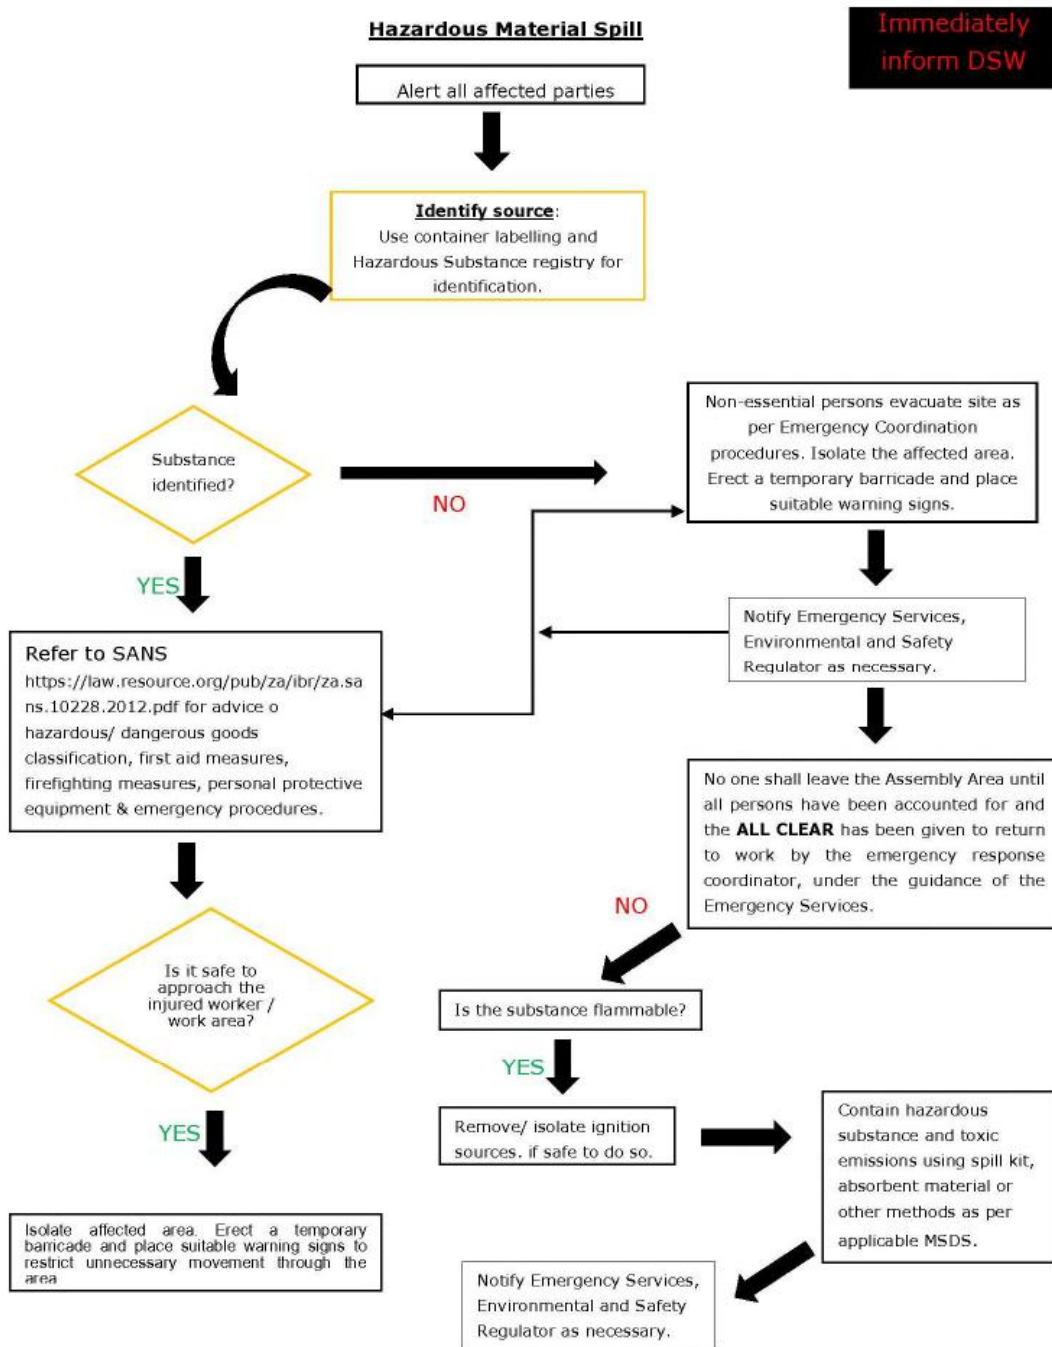 Hazardous Material Spill
Immediately
inform DSW
Alert all affected parties
Identify source:
Use container labelling and
Hazardous Substance registry for
identification.
Substance
identified?
NO
YES
Non-essential persons evacuate site as
per Emergency Coordination
procedures. Isolate the affected area.
Erect a temporary barricade and place
suitable warning signs.
Notify Emergency Services,
Environmental and Safety
Regulator as necessary.
Refer to SANS
https://law.resource.org/pub/za/ibr/za.sa
ns.10228.2012.pdf for advice o
hazardous/ dangerous goods
classification, first aid measures,
firefighting measures, personal protective
equipment & emergency procedures.
No one shall leave the Assembly Area until
all persons have been accounted for and
the ALL CLEAR has been given to return
to work by the emergency response
coordinator, under the guidance of the
Emergency Services.
NO
Is it safe to
approach the
injured worker /
work area?
Is the substance flammable?
YES
Remove/ isolate ignition
sources. if safe to do so.
Contain hazardous
substance and toxic
emissions using spill kit,
absorbent material or
other methods as per
applicable MSDS.
YES
Isolate affected area. Erect a temporary
barricade and place suitable warning signs to
restrict unnecessary movement through the
area
Notify Emergency Services,
Environmental and Safety
Regulator as necessary.